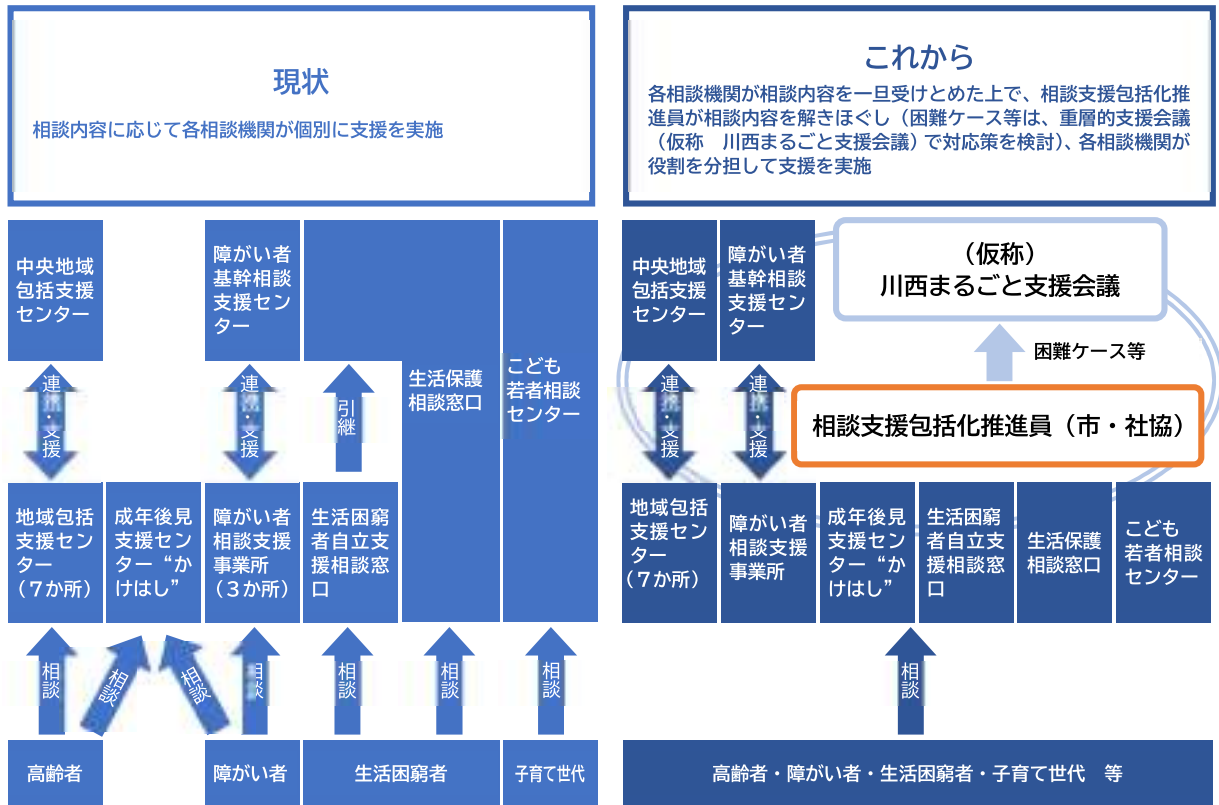 現状
相談内容に応じて各相談機関が個別に支援を実施
中央地域
包括支援
センター
障がい者
基幹相談
支援セン
ター
生活保護
相談窓口
こども
若者相談
センター
連携・支援
連携・支援
引継
地域包括
支援セン
ター
（７か所）
成年後見
支援セン
ター“か
けはし”
障がい者
相談支援
事業所
（３か所）
生活困窮
者自立支
援相談窓
口
相談
相談
相談
相談
相談
相談
相談
高齢者
障がい者
生活困窮者
子育て世代
これから
各相談機関が相談内容を一旦受けとめた上で、相談支援包括化推
進員が相談内容を解きほぐし（困難ケース等は、重層的支援会議
（仮称　川西まるごと支援会議）で対応策を検討）、各相談機関が
役割を分担して支援を実施
中央地域
包括支援
センター
障がい者
基幹相談
支援セン
ター
（仮称）
川西まるごと支援会議
困難ケース等
連携・支援
連携・支援
相談支援包括化推進員（市・社協）
地域包括
支援セン
ター
（７か所）
障がい者
相談支援
事業所
成年後見
支援セン
ター“か
けはし”
生活困窮
者自立支
援相談窓
口
生活保護
相談窓口
こども
若者相談
センター
相談
高齢者・障がい者・生活困窮者・子育て世代　等